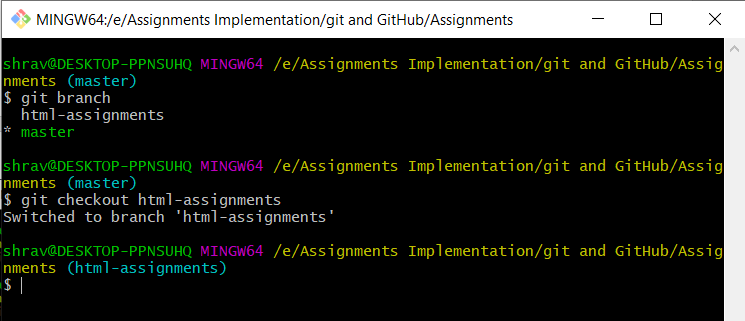 MINGW64:/e/Assignments Implementation/git and GitHub/Assignments
shrav@DESKTOP-PPNSUHQ MINGW64 /e/Assignments Implementation/git and GitHub/Assig
nments (master)
$ git branch
  html-assignments
* master
shrav@DESKTOP-PPNSUHQ MINGW64 /e/Assignments Implementation/git and GitHub/Assig
nments (master)
$ git checkout html-assignments
Switched to branch 'html-assignments'
shrav@DESKTOP-PPNSUHQ MINGW64 /e/Assignments Implementation/git and GitHub/Assig
nments (html-assignments)
$